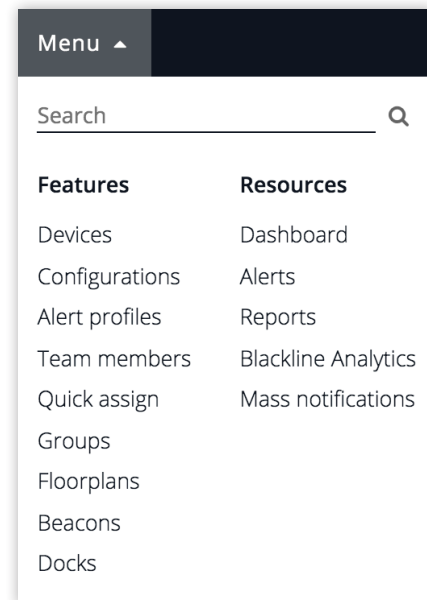 Menu
Search
Features
Devices
Configurations
Alert profiles
Team members
Quick assign
Groups
Floorplans
Beacons
Docks
Resources
Dashboard
Alerts
Reports
Blackline Analytics
Mass notifications